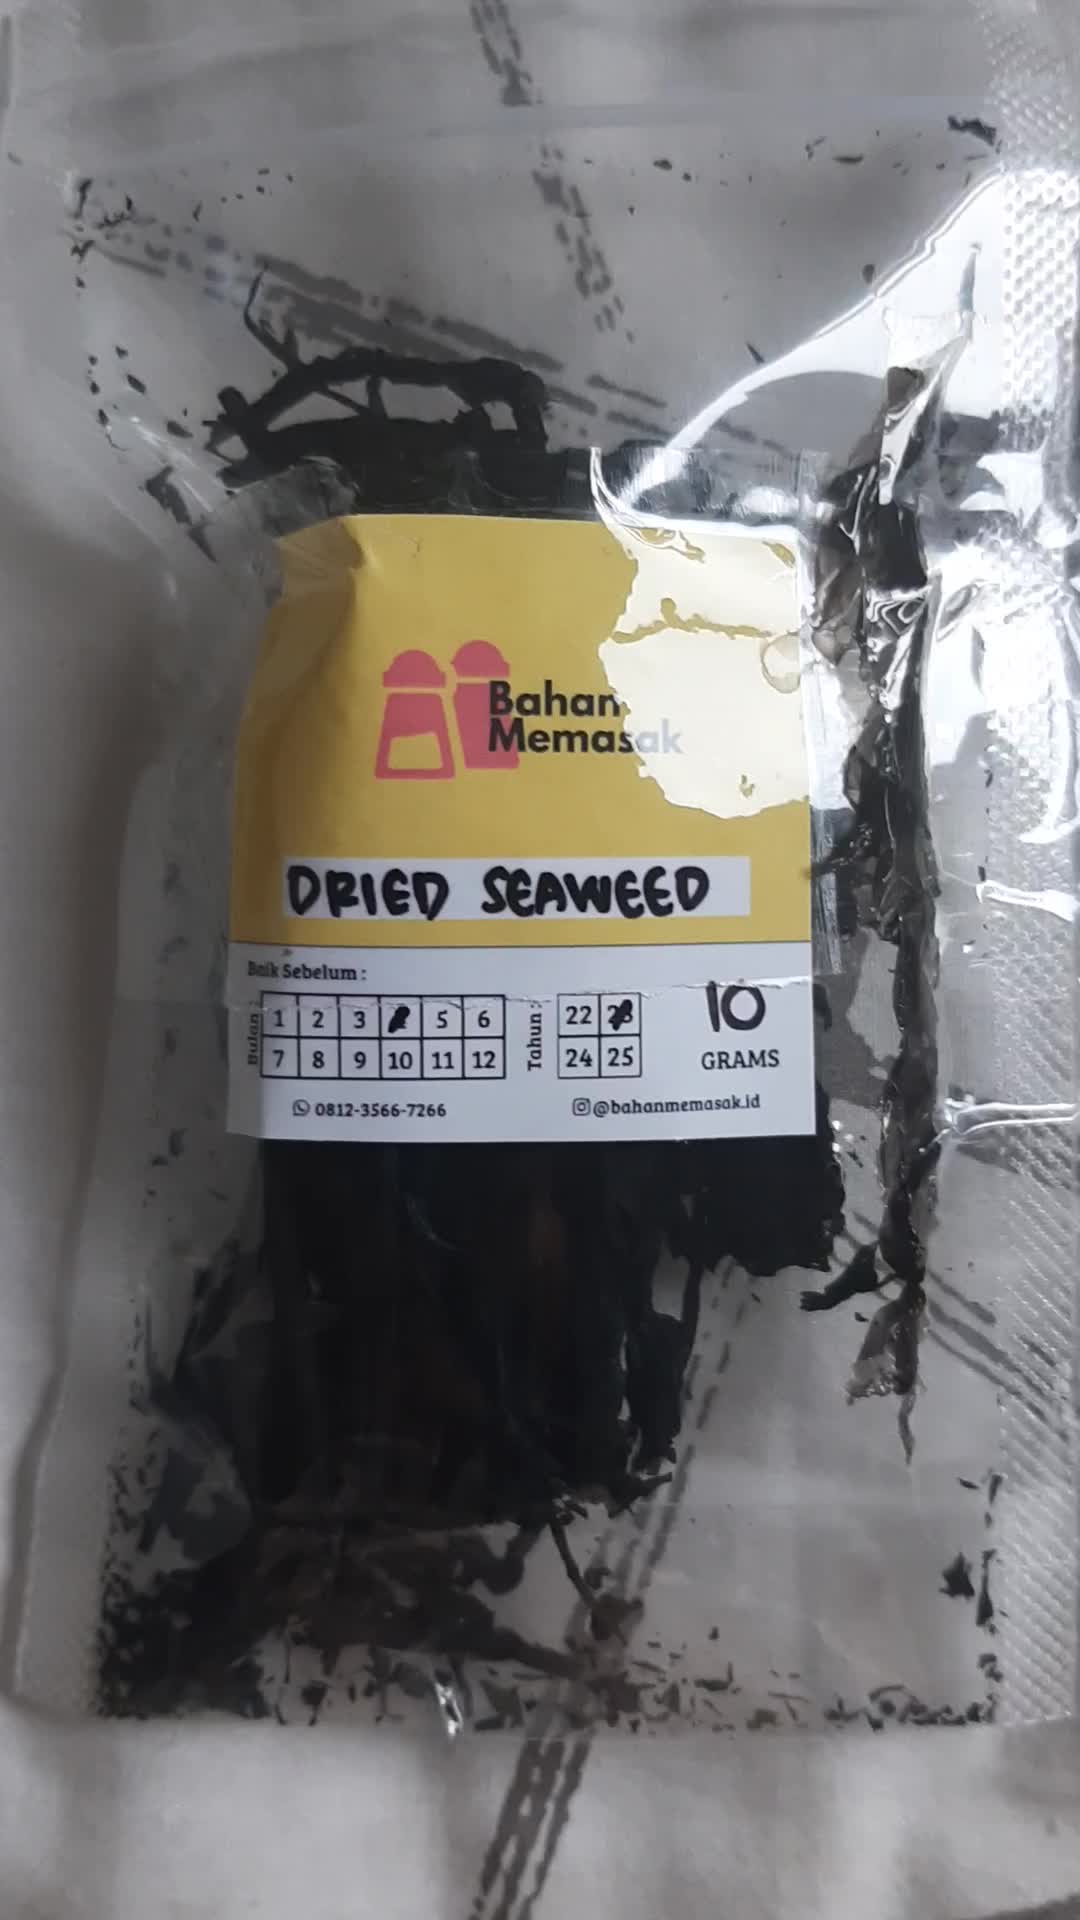 Bahan
Memasak
DRIED SEAWEED
Baik Sebelum :
Bulan :
1 2 3 5 6
7 8 9 10 11 12
Tahun :
22 23
24 25
10
GRAMS
0812-3566-7266
@bahanmemasak.id